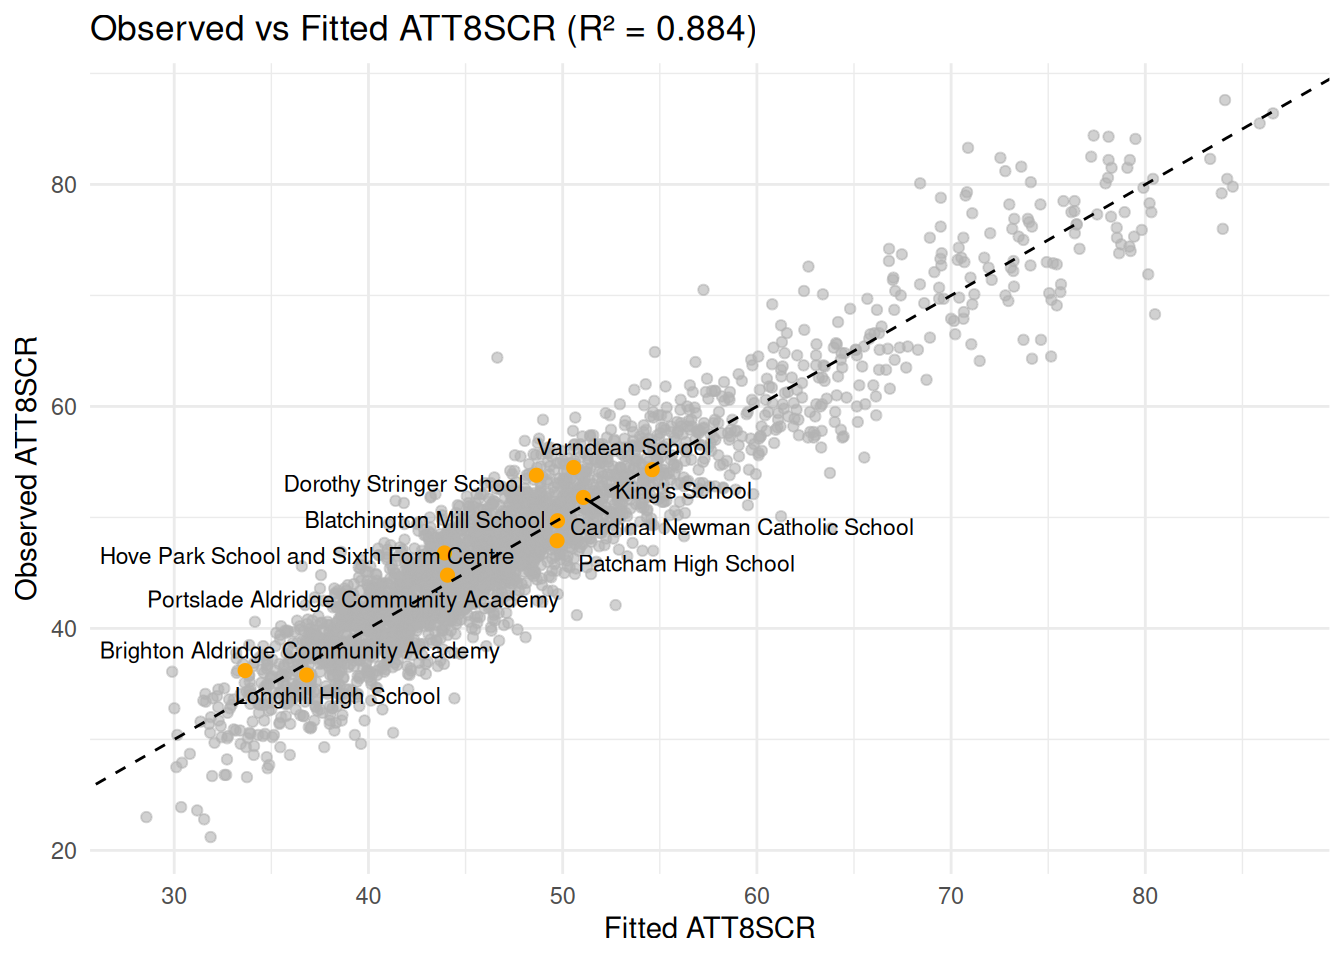 Observed vs Fitted ATT8SCR (R² = 0.884)
Observed ATT8SCR
80
60
40
20
Varndean School
Dorothy Stringer School
King's School
Blatchington Mill School
Cardinal Newman Catholic School
Hove Park School and Sixth Form Centre
Patcham High School
Portslade Aldridge Community Academy
Brighton Aldridge Community Academy
Longhill High School
30 40 50 60 70 80
Fitted ATT8SCR